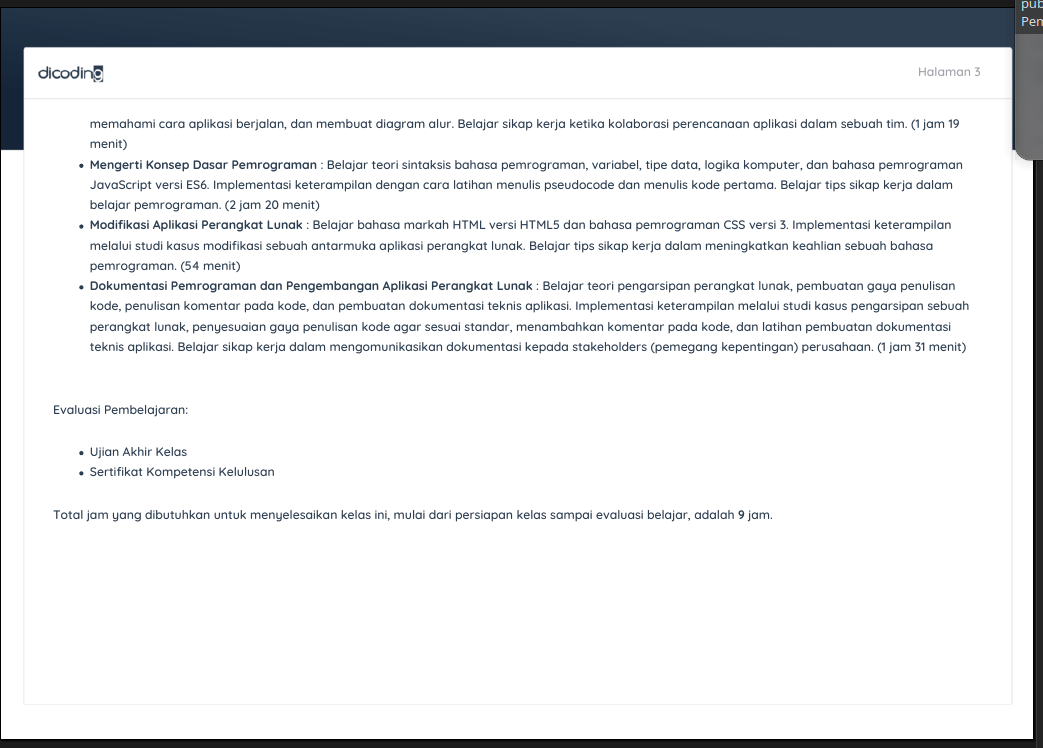 pub
Pen
dicoding
Halaman 3
memahami cara aplikasi berjalan, dan membuat diagram alur. Belajar sikap kerja ketika kolaborasi perencanaan aplikasi dalam sebuah tim. (1 jam 19
menit)
• Mengerti Konsep Dasar Pemrograman : Belajar teori sintaksis bahasa pemrograman, variabel, tipe data, logika komputer, dan bahasa pemrograman
JavaScript versi ES6. Implementasi keterampilan dengan cara latihan menulis pseudocode dan menulis kode pertama. Belajar tips sikap kerja dalam
belajar pemrograman. (2 jam 20 menit)
• Modifikasi Aplikasi Perangkat Lunak : Belajar bahasa markah HTML versi HTML5 dan bahasa pemrograman CSS versi 3. Implementasi keterampilan
melalui studi kasus modifikasi sebuah antarmuka aplikasi perangkat lunak. Belajar tips sikap kerja dalam meningkatkan keahlian sebuah bahasa
pemrograman. (54 menit)
• Dokumentasi Pemrograman dan Pengembangan Aplikasi Perangkat Lunak : Belajar teori pengarsipan perangkat lunak, pembuatan gaya penulisan
kode, penulisan komentar pada kode, dan pembuatan dokumentasi teknis aplikasi. Implementasi keterampilan melalui studi kasus pengarsipan sebuah
perangkat lunak, penyesuaian gaya penulisan kode agar sesuai standar, menambahkan komentar pada kode, dan latihan pembuatan dokumentasi
teknis aplikasi. Belajar sikap kerja dalam mengomunikasikan dokumentasi kepada stakeholders (pemegang kepentingan) perusahaan. (1 jam 31 menit)
Evaluasi Pembelajaran:
• Ujian Akhir Kelas
• Sertifikat Kompetensi Kelulusan
Total jam yang dibutuhkan untuk menyelesaikan kelas ini, mulai dari persiapan kelas sampai evaluasi belajar, adalah 9 jam.